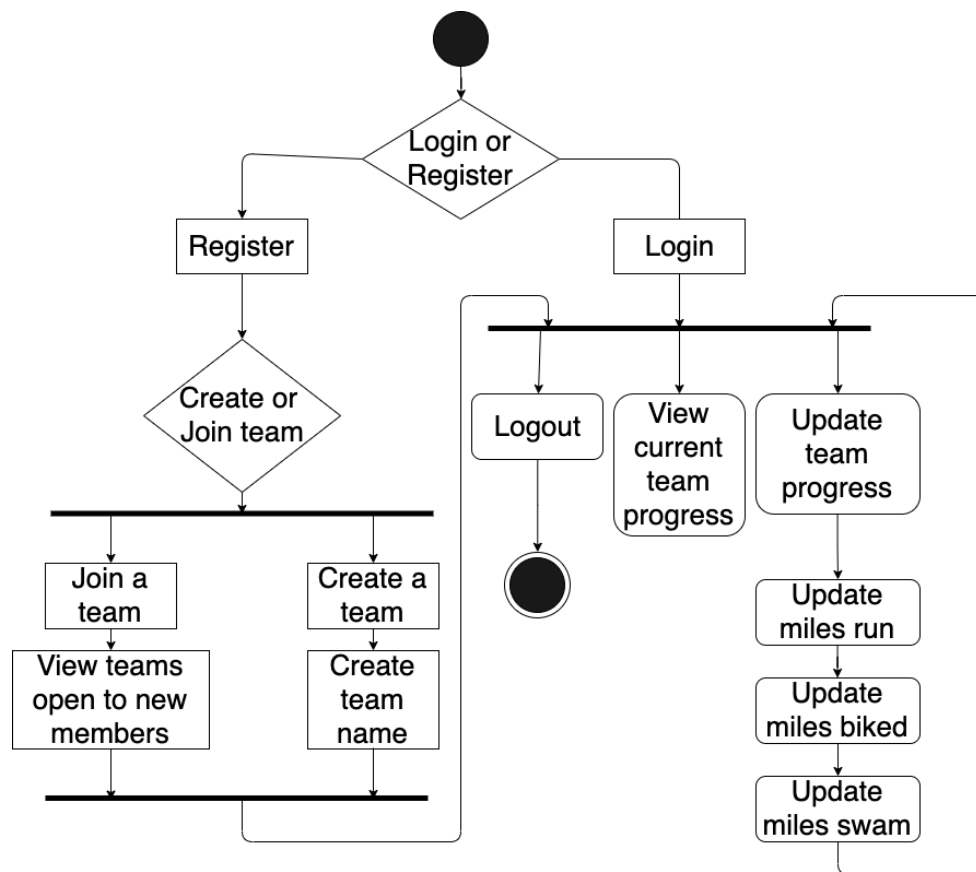 Login or
Register
Register
Login
Create or
Join team
Logout
View
current
team
progress
Update
team
progress
Join a
team
Create a
team
View teams
open to new
members
Create
team
name
Update
miles run
Update
miles biked
Update
miles swam